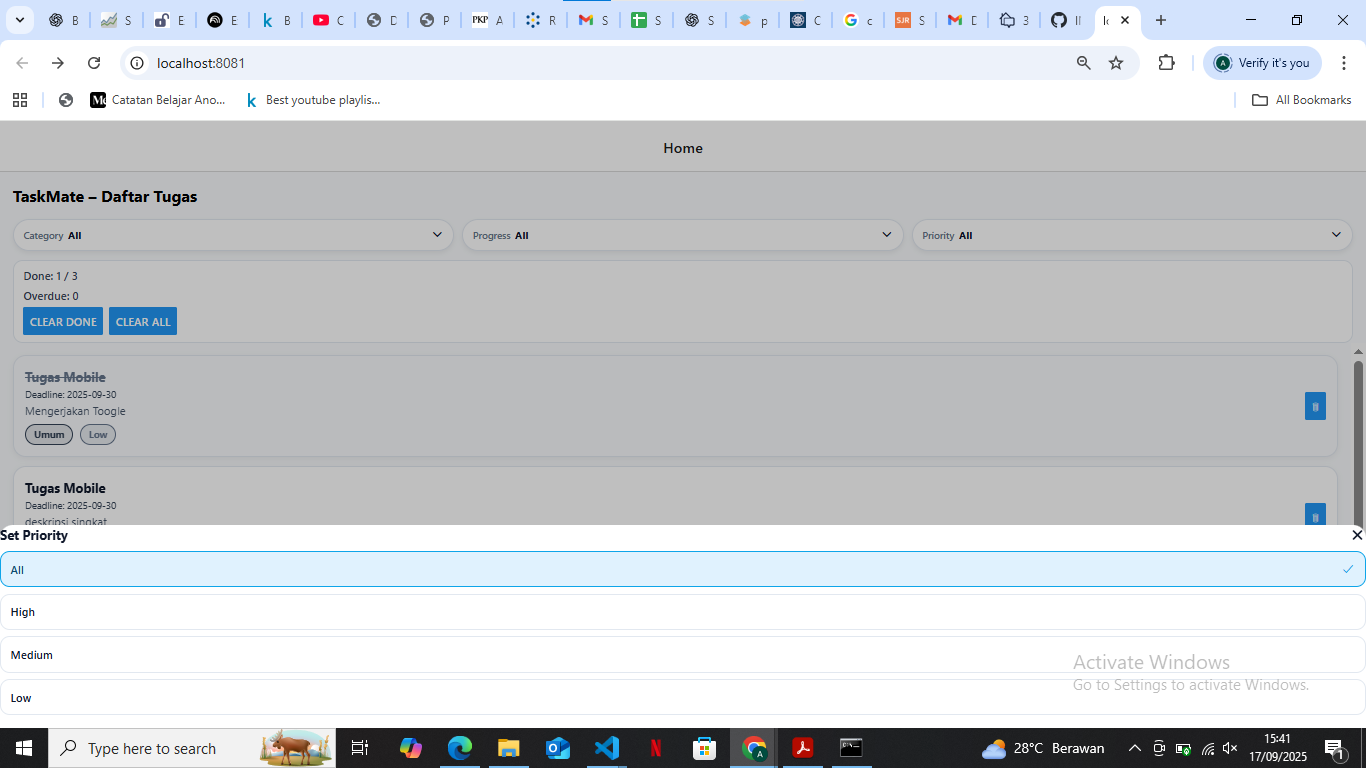 B
S
E
E
B
C
D
P
PKP A
R
S
S
S
p
C
c
SJR S
D
3
lo
localhost:8081
Verify it's you
Catatan Belajar Ano...
Best youtube playlis...
All Bookmarks
Home
TaskMate – Daftar Tugas
Category All
Progress All
Priority All
Done: 1 / 3
Overdue: 0
CLEAR DONE CLEAR ALL
Tugas Mobile
Deadline: 2025-09-30
Mengerjakan Toogle
Umum Low
Tugas Mobile
Deadline: 2025-09-30
deskripsi singkat
Set Priority
All
High
Medium
Low
Activate Windows
Go to Settings to activate Windows.
Type here to search
28°C Berawan
15:41
17/09/2025
1